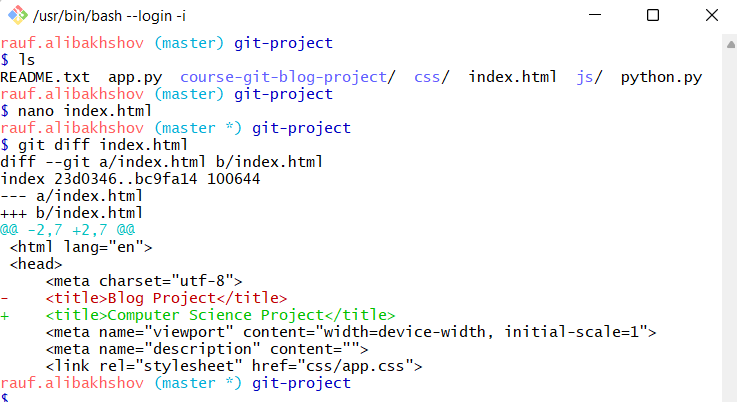 /usr/bin/bash --login -i
rauf.alibakhshov (master) git-project
$ ls
README.txt  app.py  course-git-blog-project/  css/  index.html  js/  python.py
rauf.alibakhshov (master) git-project
$ nano index.html
rauf.alibakhshov (master *) git-project
$ git diff index.html
diff --git a/index.html b/index.html
index 23d0346..bc9fa14 100644
--- a/index.html
+++ b/index.html
@@ -2,7 +2,7 @@
 <html lang="en">
 <head>
     <meta charset="utf-8">
-    <title>Blog Project</title>
+    <title>Computer Science Project</title>
     <meta name="viewport" content="width=device-width, initial-scale=1">
     <meta name="description" content="">
     <link rel="stylesheet" href="css/app.css">
rauf.alibakhshov (master *) git-project
$